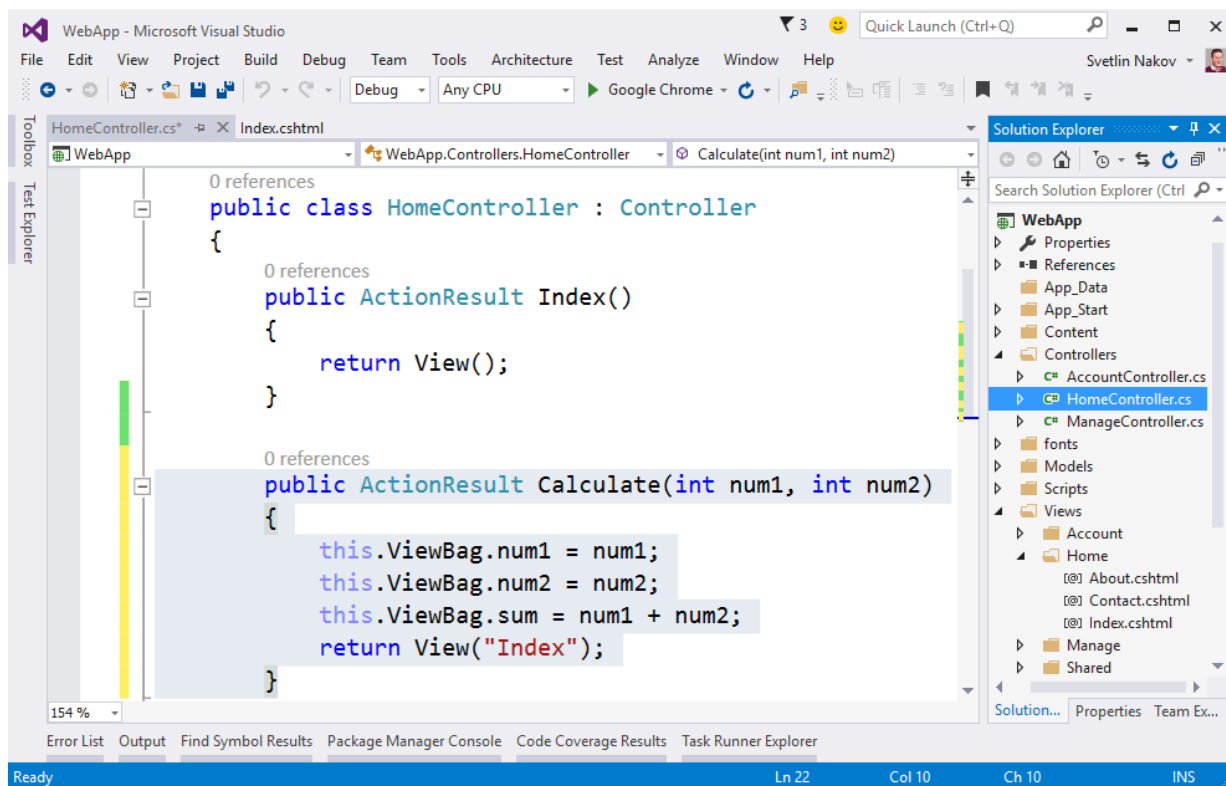 WebApp - Microsoft Visual Studio
3
Quick Launch (Ctrl+Q)
File Edit View Project Build Debug Team Tools Architecture Test Analyze Window Help
Svetlin Nakov
Debug Any CPU Google Chrome
Toolbox
Test Explorer
HomeController.cs* Index.cshtml
WebApp WebApp.Controllers.HomeController Calculate(int num1, int num2)
0 references
public class HomeController : Controller
{
0 references
public ActionResult Index()
{
return View();
}
0 references
public ActionResult Calculate(int num1, int num2)
{
this.ViewBag.num1 = num1;
this.ViewBag.num2 = num2;
this.ViewBag.sum = num1 + num2;
return View("Index");
}
154 %
Solution Explorer
Search Solution Explorer (Ctrl
WebApp
Properties
References
App_Data
App_Start
Content
Controllers
C# AccountController.cs
C# HomeController.cs
C# ManageController.cs
fonts
Models
Scripts
Views
Account
Home
[@] About.cshtml
[@] Contact.cshtml
[@] Index.cshtml
Manage
Shared
Solution... Properties Team Ex...
Error List Output Find Symbol Results Package Manager Console Code Coverage Results Task Runner Explorer
Ready Ln 22 Col 10 Ch 10 INS